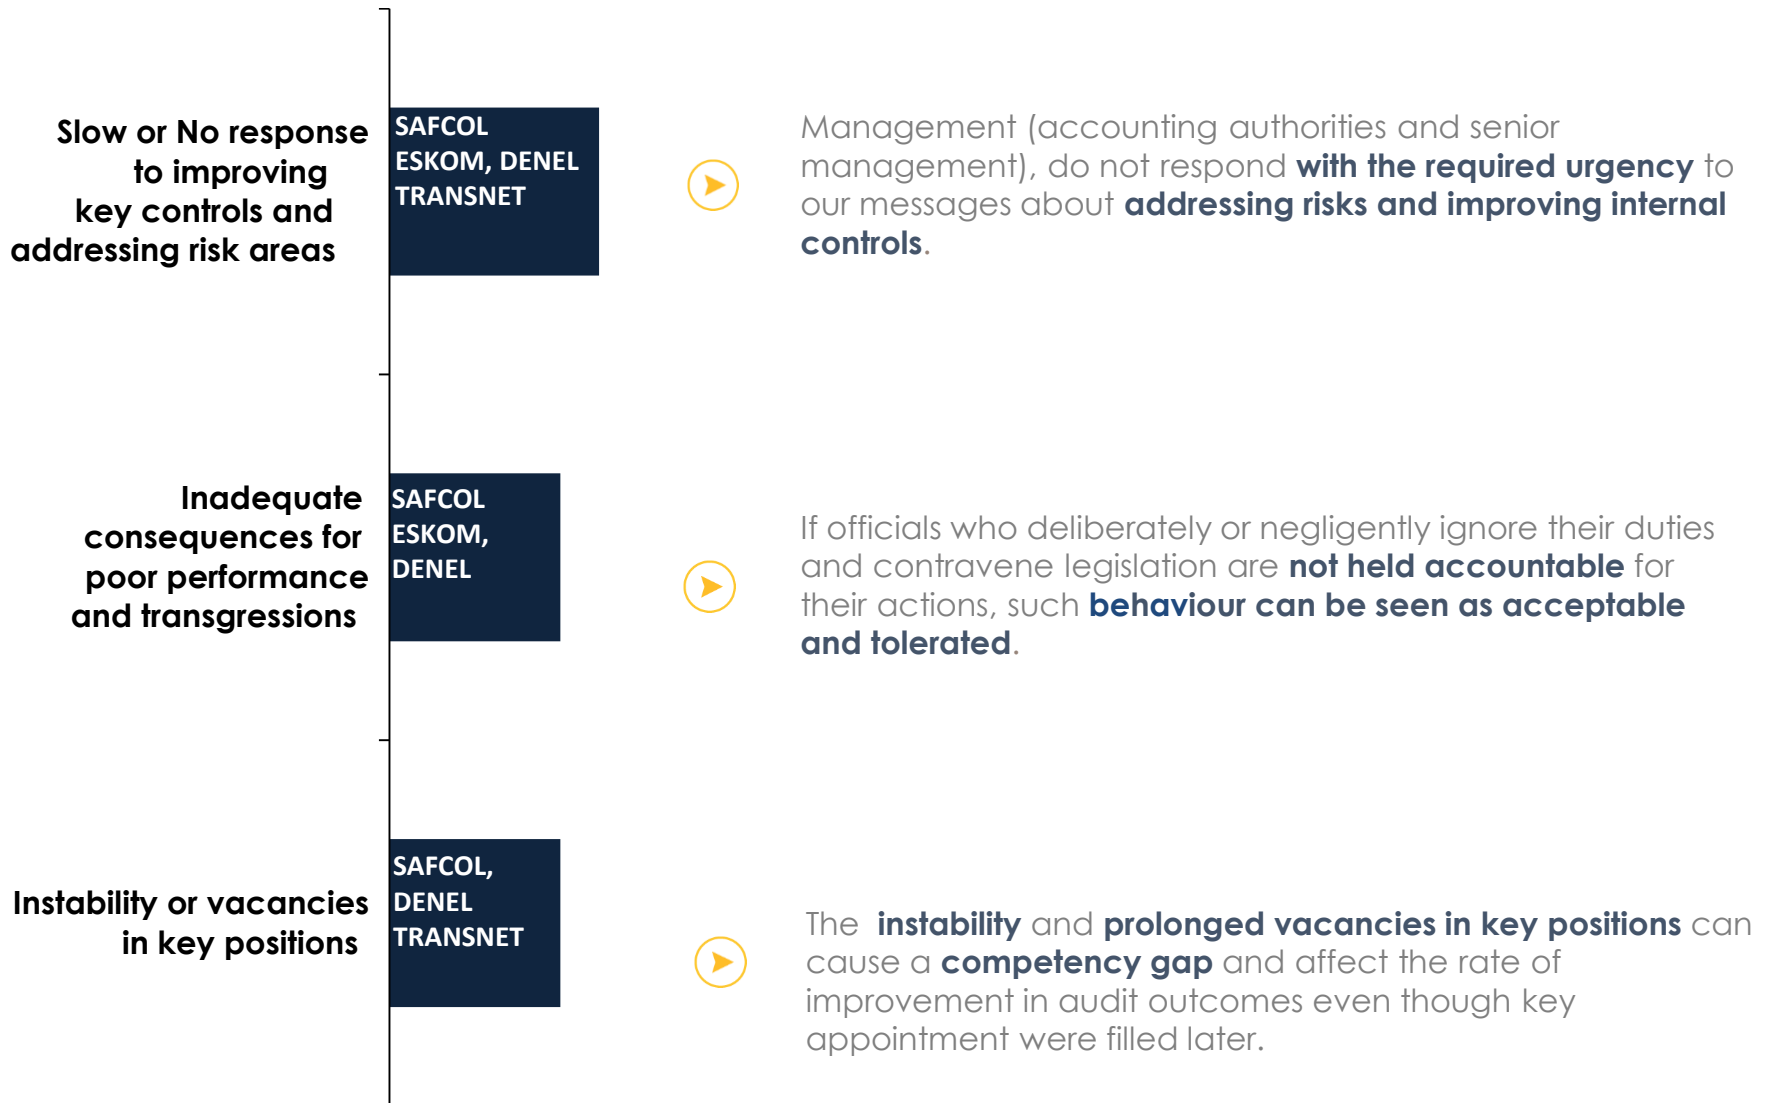 Slow or No response
to improving
key controls and
addressing risk areas
SAFCOL
ESKOM, DENEL
TRANSNET
Management (accounting authorities and senior
management), do not respond with the required urgency to
our messages about addressing risks and improving internal
controls.
Inadequate
consequences for
poor performance
and transgressions
SAFCOL
ESKOM,
DENEL
If officials who deliberately or negligently ignore their duties
and contravene legislation are not held accountable for
their actions, such behaviour can be seen as acceptable
and tolerated.
Instability or vacancies
in key positions
SAFCOL,
DENEL
TRANSNET
The instability and prolonged vacancies in key positions can
cause a competency gap and affect the rate of
improvement in audit outcomes even though key
appointment were filled later.